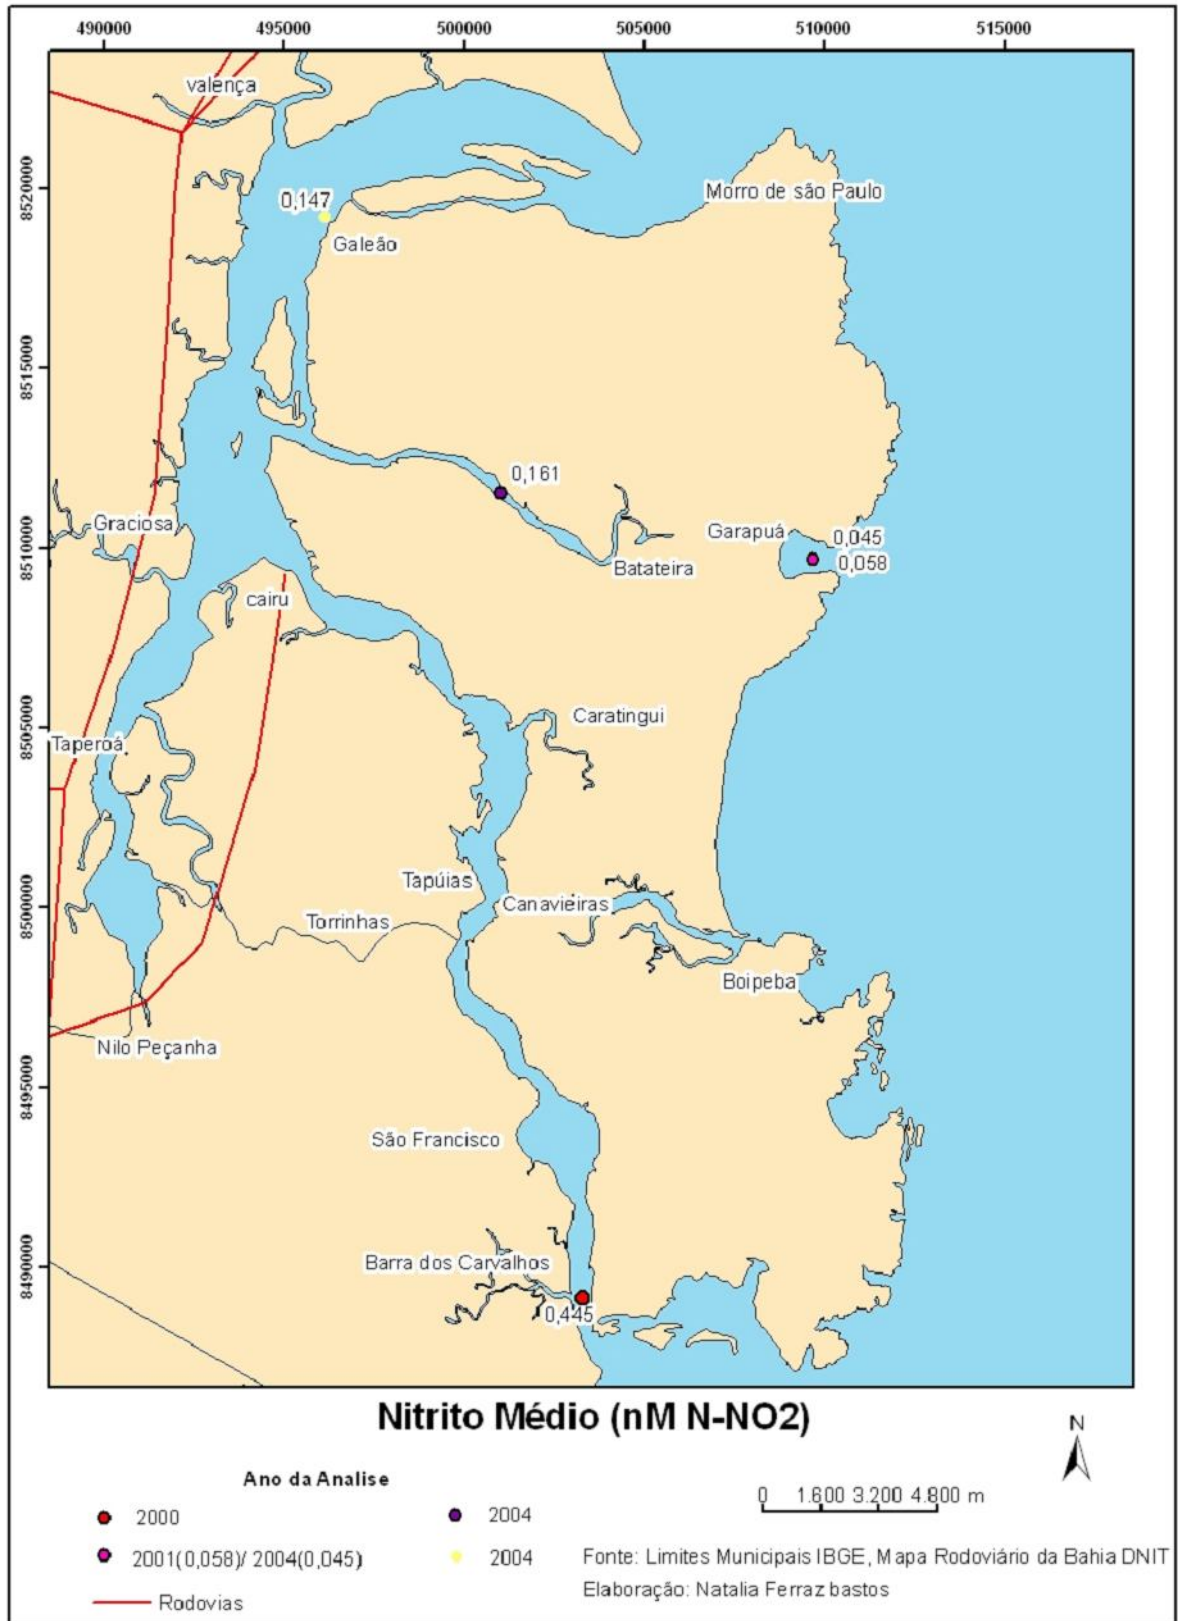 490000 495000 500000 505000 510000 515000
valença
8520000
Morro de são Paulo
0,147
Galeão
8515000
0,161
Graciosa
Garapuá
0,045
8510000
0,058
Batateira
cairu
Caratingui
8505000
Taperoá
Tapúias
Canavieiras
8500000
Torrinhas
Boipeba
Nilo Peçanha
8495000
São Francisco
Barra dos Carvalhos
8490000
0,445
Nitrito Médio (nM N-NO2)
N
Ano da Analise
0 1.600 3.200 4.800 m
2000
2004
2001(0,058)/ 2004(0,045)
2004
Fonte: Limites Municipais IBGE, Mapa Rodoviário da Bahia DNIT
Elaboração: Natalia Ferraz bastos
Rodovias